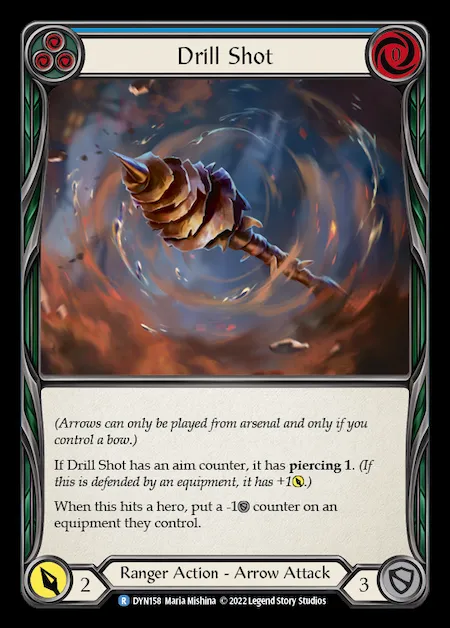 Drill Shot
0
(Arrows can only be played from arsenal and only if you
control a bow.)
If Drill Shot has an aim counter, it has piercing 1. (If
this is defended by an equipment, it has +1.)
When this hits a hero, put a -1 counter on an
equipment they control.
2
Ranger Action - Arrow Attack
3
R DYN158 Maria Mishina © 2022 Legend Story Studios